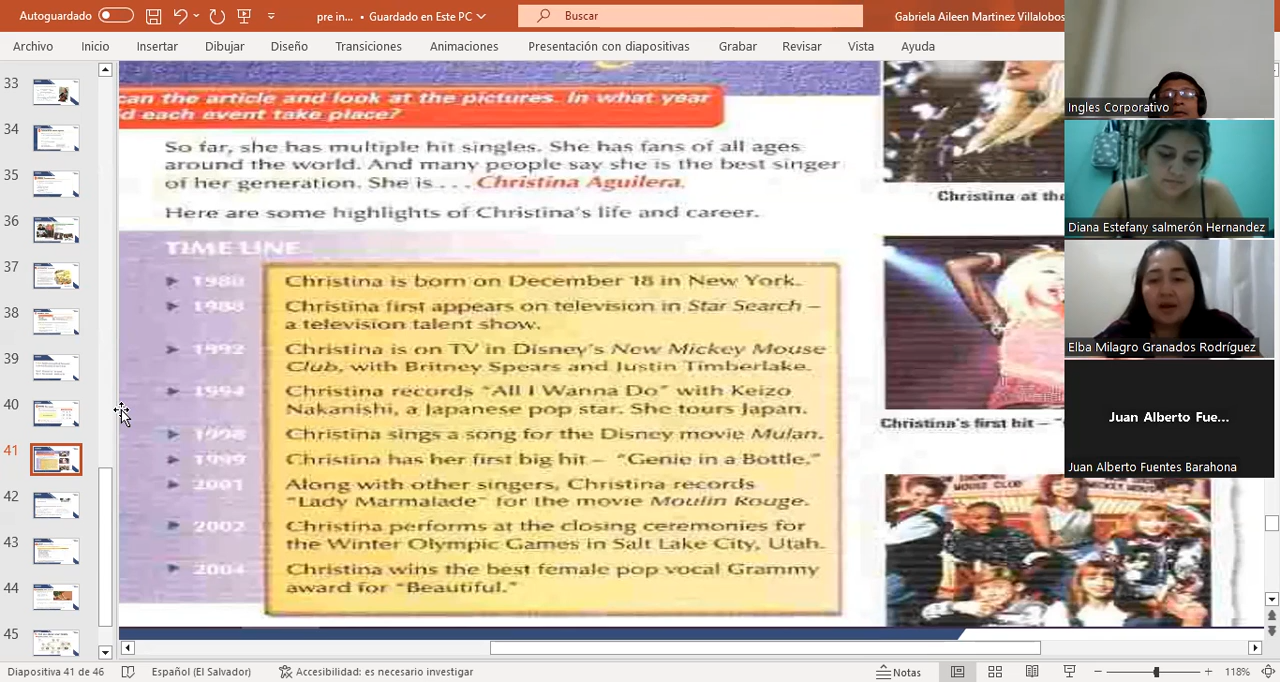 Autoguardado
pre in... • Guardado en Este PC
Buscar
Gabriela Aileen Martinez Villalobos
Archivo Inicio Insertar Dibujar Diseño Transiciones Animaciones Presentación con diapositivas Grabar Revisar Vista Ayuda
33
34
35
36
37
38
39
40
41
42
43
44
45
can the article and look at the pictures. In what year
d each event take place?
So far, she has multiple hit singles. She has fans of all ages
around the world. And many people say she is the best singer
of her generation. She is . . . Christina Aguilera.
Here are some highlights of Christina's life and career.
TIME LINE
1980 Christina is born on December 18 in New York.
1988 Christina first appears on television in Star Search –
a television talent show.
1992 Christina is on TV in Disney's New Mickey Mouse
Club, with Britney Spears and Justin Timberlake.
1994 Christina records "All I Wanna Do" with Keizo
Nakanishi, a Japanese pop star. She tours Japan.
1998 Christina sings a song for the Disney movie Mulan.
1999 Christina has her first big hit – "Genie in a Bottle."
2001 Along with other singers, Christina records
"Lady Marmalade" for the movie Moulin Rouge.
2002 Christina performs at the closing ceremonies for
the Winter Olympic Games in Salt Lake City, Utah.
2004 Christina wins the best female pop vocal Grammy
award for "Beautiful."
Christina at the
Christina's first hit – "
MOUSE CLUB
Ingles Corporativo
Diana Estefany salmerón Hernandez
Elba Milagro Granados Rodríguez
Juan Alberto Fue...
Juan Alberto Fuentes Barahona
Diapositiva 41 de 46
Español (El Salvador)
Accesibilidad: es necesario investigar
Notas
118%